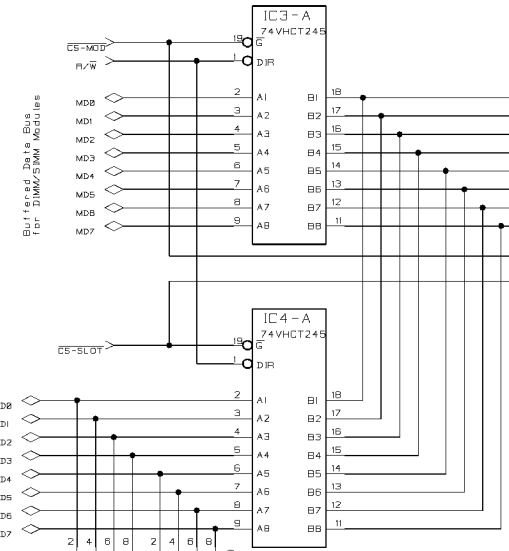 IC3-A
74VHCT245
CS-MOD
19
G
R/W
1
DIR
Buffered Data Bus
for DIMM/SIMM Modules
MD0 2 A1 B1 18
MD1 3 A2 B2 17
MD2 4 A3 B3 16
MD3 5 A4 B4 15
MD4 6 A5 B5 14
MD5 7 A6 B6 13
MD6 8 A7 B7 12
MD7 9 A8 B8 11
IC4-A
74VHCT245
CS-SLOT
19
G
1
DIR
D0 2 A1 B1 18
D1 3 A2 B2 17
D2 4 A3 B3 16
D3 5 A4 B4 15
D4 6 A5 B5 14
D5 7 A6 B6 13
D6 8 A7 B7 12
D7 9 A8 B8 11
2 4 6 8 2 4 6 8